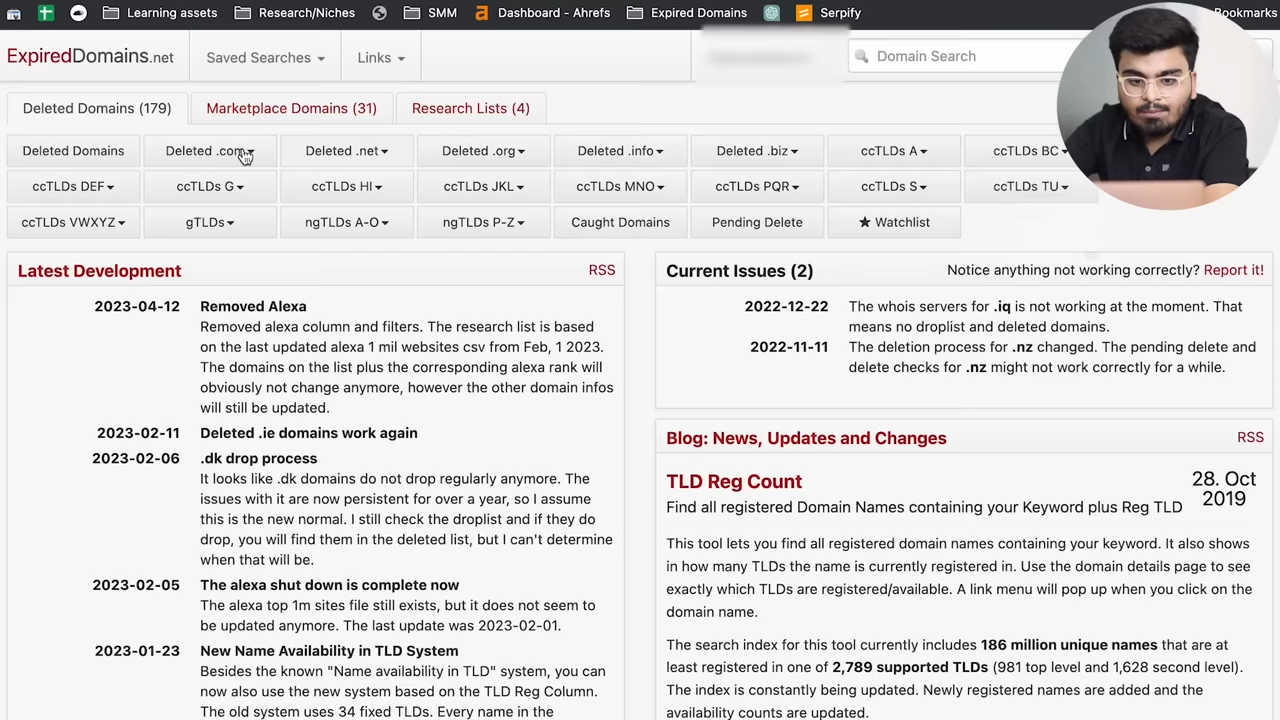 Learning assets Research/Niches SMM Dashboard - Ahrefs Expired Domains Serpify Bookmarks
ExpiredDomains.net Saved Searches Links Domain Search
Deleted Domains (179) Marketplace Domains (31) Research Lists (4)
Deleted Domains Deleted .com Deleted .net Deleted .org Deleted .info Deleted .biz ccTLDs A ccTLDs BC
ccTLDs DEF ccTLDs G ccTLDs HI ccTLDs JKL ccTLDs MNO ccTLDs PQR ccTLDs S ccTLDs TU
ccTLDs VWXYZ gTLDs ngTLDs A-O ngTLDs P-Z Caught Domains Pending Delete ★ Watchlist
Latest Development RSS
2023-04-12 Removed Alexa
Removed alexa column and filters. The research list is based
on the last updated alexa 1 mil websites csv from Feb, 1 2023.
The domains on the list plus the corresponding alexa rank will
obviously not change anymore, however the other domain infos
will still be updated.
2023-02-11 Deleted .ie domains work again
2023-02-06 .dk drop process
It looks like .dk domains do not drop regularly anymore. The
issues with it are now persistent for over a year, so I assume
this is the new normal. I still check the droplist and if they do
drop, you will find them in the deleted list, but I can't determine
when that will be.
2023-02-05 The alexa shut down is complete now
The alexa top 1m sites file still exists, but it does not seem to
be updated anymore. The last update was 2023-02-01.
2023-01-23 New Name Availability in TLD System
Besides the known "Name availability in TLD" system, you can
now also use the new system based on the TLD Reg Column.
The old system uses 34 fixed TLDs. Every name in the
Current Issues (2) Notice anything not working correctly? Report it!
2022-12-22 The whois servers for .iq is not working at the moment. That
means no droplist and deleted domains.
2022-11-11 The deletion process for .nz changed. The pending delete and
delete checks for .nz might not work correctly for a while.
Blog: News, Updates and Changes RSS
TLD Reg Count 28. Oct
2019
Find all registered Domain Names containing your Keyword plus Reg TLD
This tool lets you find all registered domain names containing your keyword. It also shows
in how many TLDs the name is currently registered in. Use the domain details page to see
exactly which TLDs are registered/available. A link menu will pop up when you click on the
domain name.
The search index for this tool currently includes 186 million unique names that are at
least registered in one of 2,789 supported TLDs (981 top level and 1,628 second level).
The index is constantly being updated. Newly registered names are added and the
availability counts are updated.